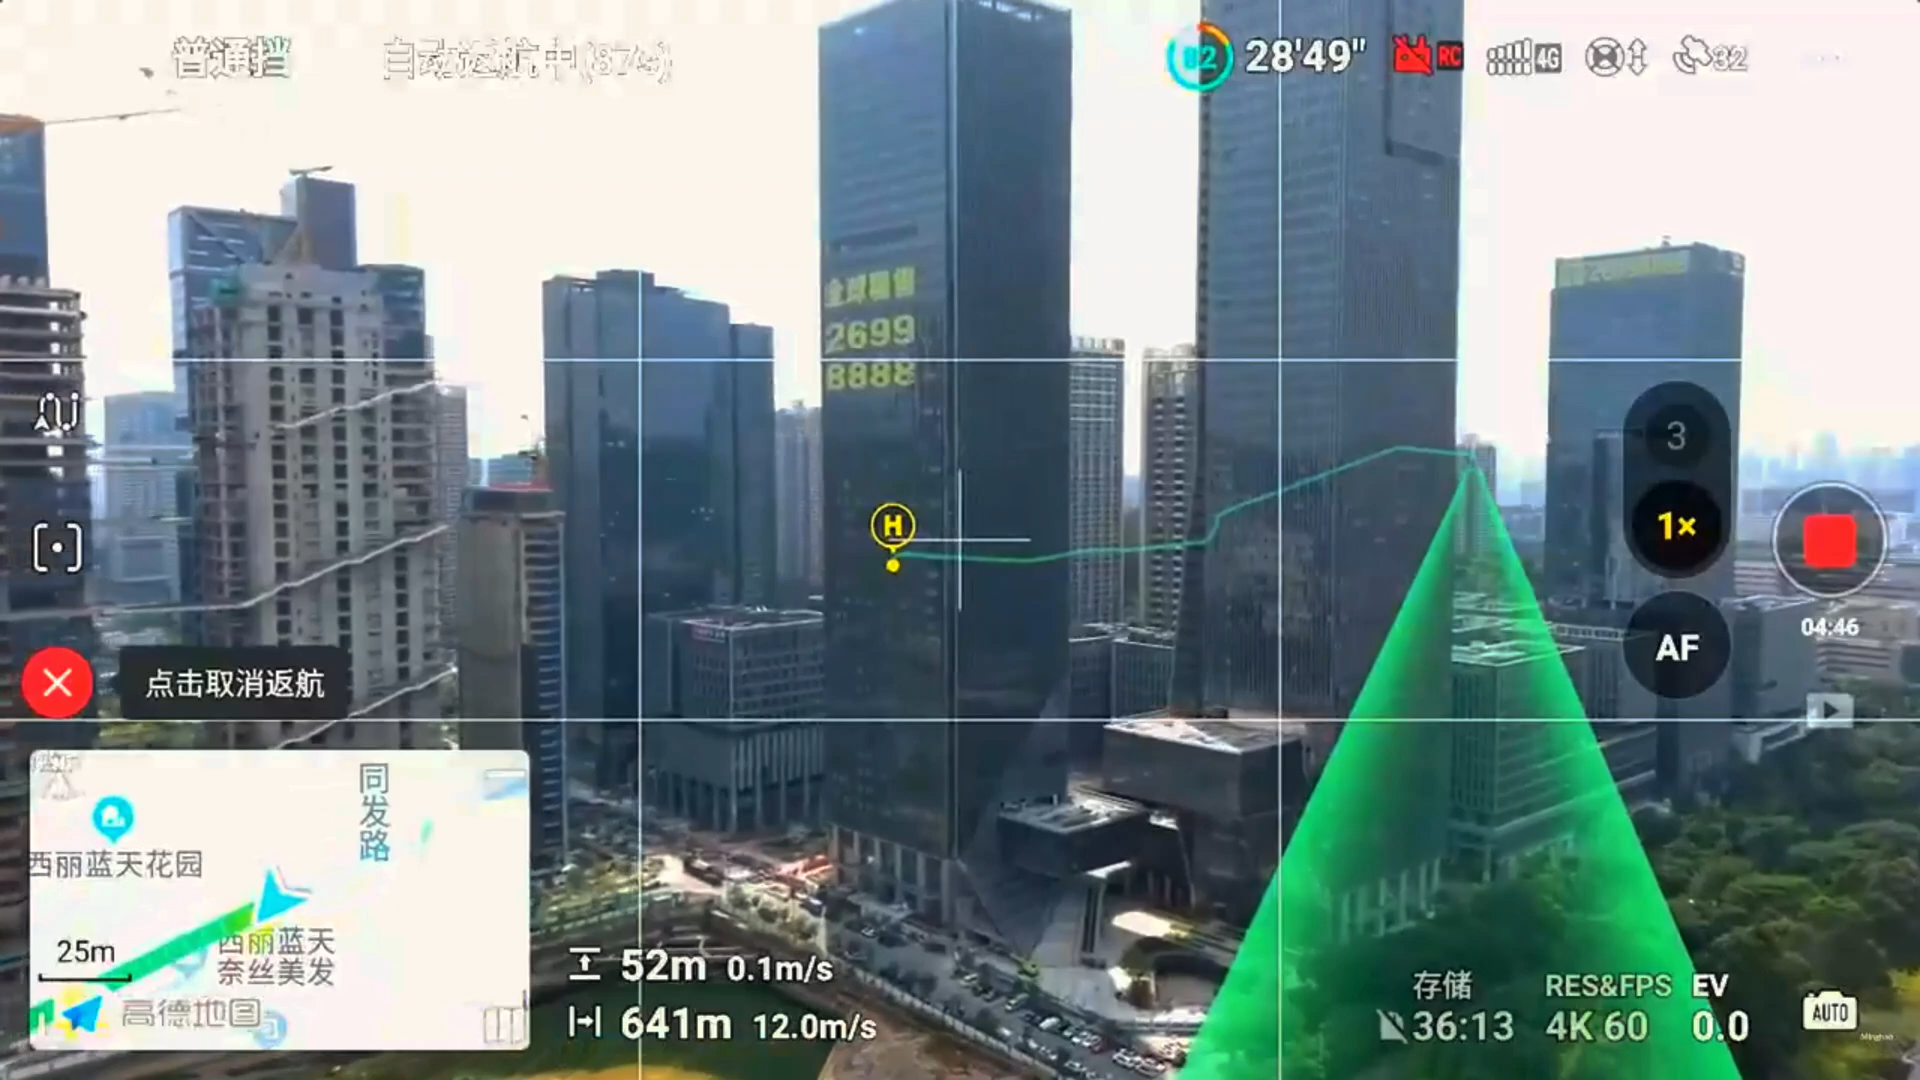 普通挡
自动返航中(87s)
82
28'49"
RC
4G
32
全球租售
2699
8888
H
3
1×
AF
04:46
点击取消返航
同发路
西丽蓝天花园
西丽蓝天
奈丝美发
25m
高德地图
52m 0.1m/s
641m 12.0m/s
存储
36:13
RES&FPS
4K 60
EV
0.0
AUTO